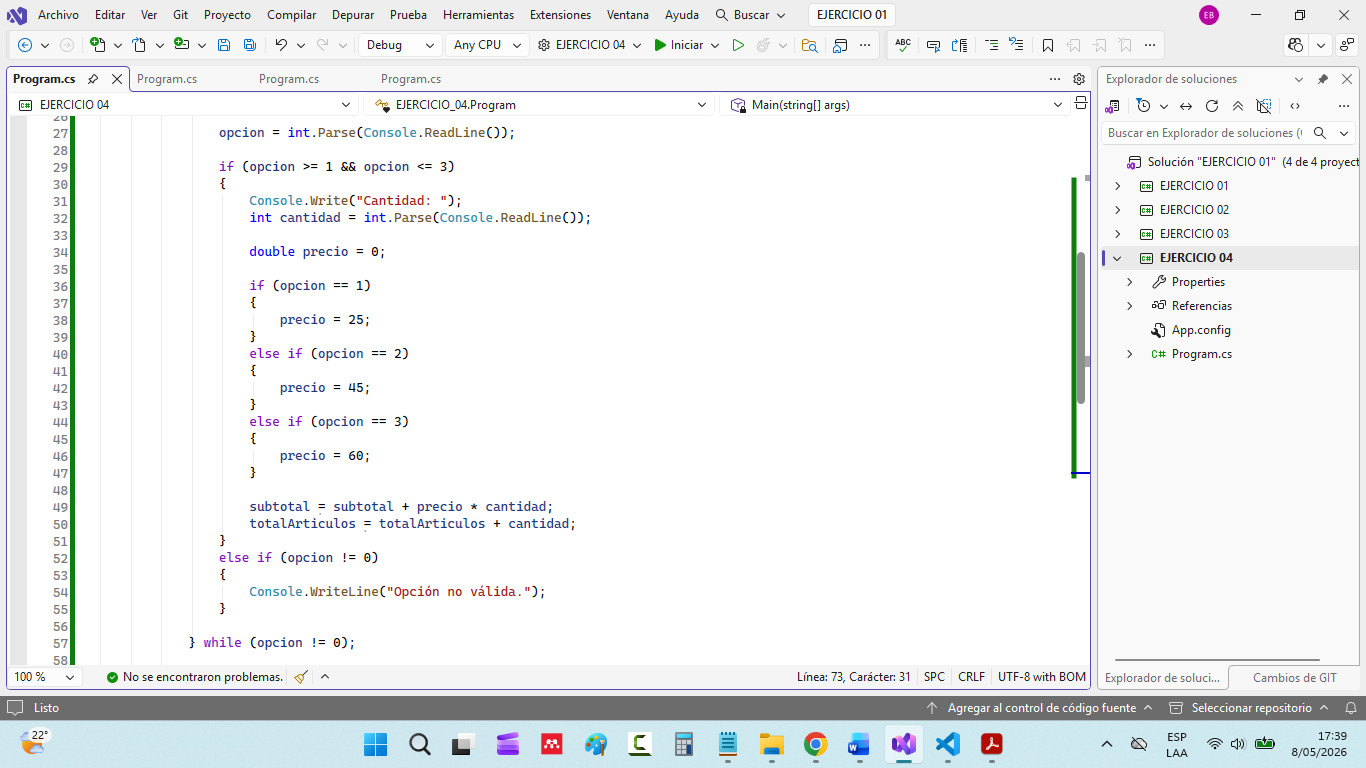 Archivo Editar Ver Git Proyecto Compilar Depurar Prueba Herramientas Extensiones Ventana Ayuda Buscar EJERCICIO 01 EB
Debug Any CPU EJERCICIO 04 Iniciar ABC
Program.cs Program.cs Program.cs Program.cs
EJERCICIO 04 EJERCICIO_04.Program Main(string[] args)
26
27 opcion = int.Parse(Console.ReadLine());
28
29 if (opcion >= 1 && opcion <= 3)
30 {
31 Console.Write("Cantidad: ");
32 int cantidad = int.Parse(Console.ReadLine());
33
34 double precio = 0;
35
36 if (opcion == 1)
37 {
38 precio = 25;
39 }
40 else if (opcion == 2)
41 {
42 precio = 45;
43 }
44 else if (opcion == 3)
45 {
46 precio = 60;
47 }
48
49 subtotal = subtotal + precio * cantidad;
50 totalArticulos = totalArticulos + cantidad;
51 }
52 else if (opcion != 0)
53 {
54 Console.WriteLine("Opción no válida.");
55 }
56
57 } while (opcion != 0);
58
100 % No se encontraron problemas. Línea: 73, Carácter: 31 SPC CRLF UTF-8 with BOM
Explorador de soluciones
Buscar en Explorador de soluciones (
Solución "EJERCICIO 01" (4 de 4 proyect
EJERCICIO 01
EJERCICIO 02
EJERCICIO 03
EJERCICIO 04
Properties
Referencias
App.config
C# Program.cs
Explorador de soluci... Cambios de GIT
Listo Agregar al control de código fuente Seleccionar repositorio
22°
ESP
LAA
17:39
8/05/2026